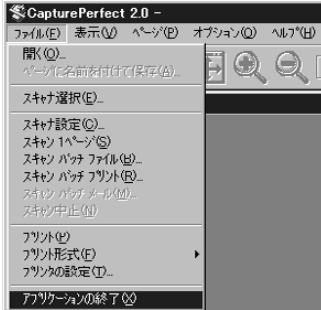 CapturePerfect 2.0 -
ﾌｧｲﾙ(F) 表示(V) ﾍﾟｰｼﾞ(P) ｵﾌﾟｼｮﾝ(O) ﾍﾙﾌﾟ(H)
開く(O)...
ﾍﾟｰｼﾞに名前を付けて保存(A)...
ｽｷｬﾅ選択(E)...
ｽｷｬﾅ設定(C)...
ｽｷｬﾝ 1ﾍﾟｰｼﾞ(S)
ｽｷｬﾝ ﾊﾞｯﾁ ﾌｧｲﾙ(B)...
ｽｷｬﾝ ﾊﾞｯﾁ ﾌﾟﾘﾝﾄ(R)...
ｽｷｬﾝ ﾊﾞｯﾁ ﾒｰﾙ(M)...
ｽｷｬﾝ中止(N)
ﾌﾟﾘﾝﾄ(P)
ﾌﾟﾘﾝﾄ形式(F)
ﾌﾟﾘﾝﾀの設定(T)...
ｱﾌﾟﾘｹｰｼｮﾝの終了(X)